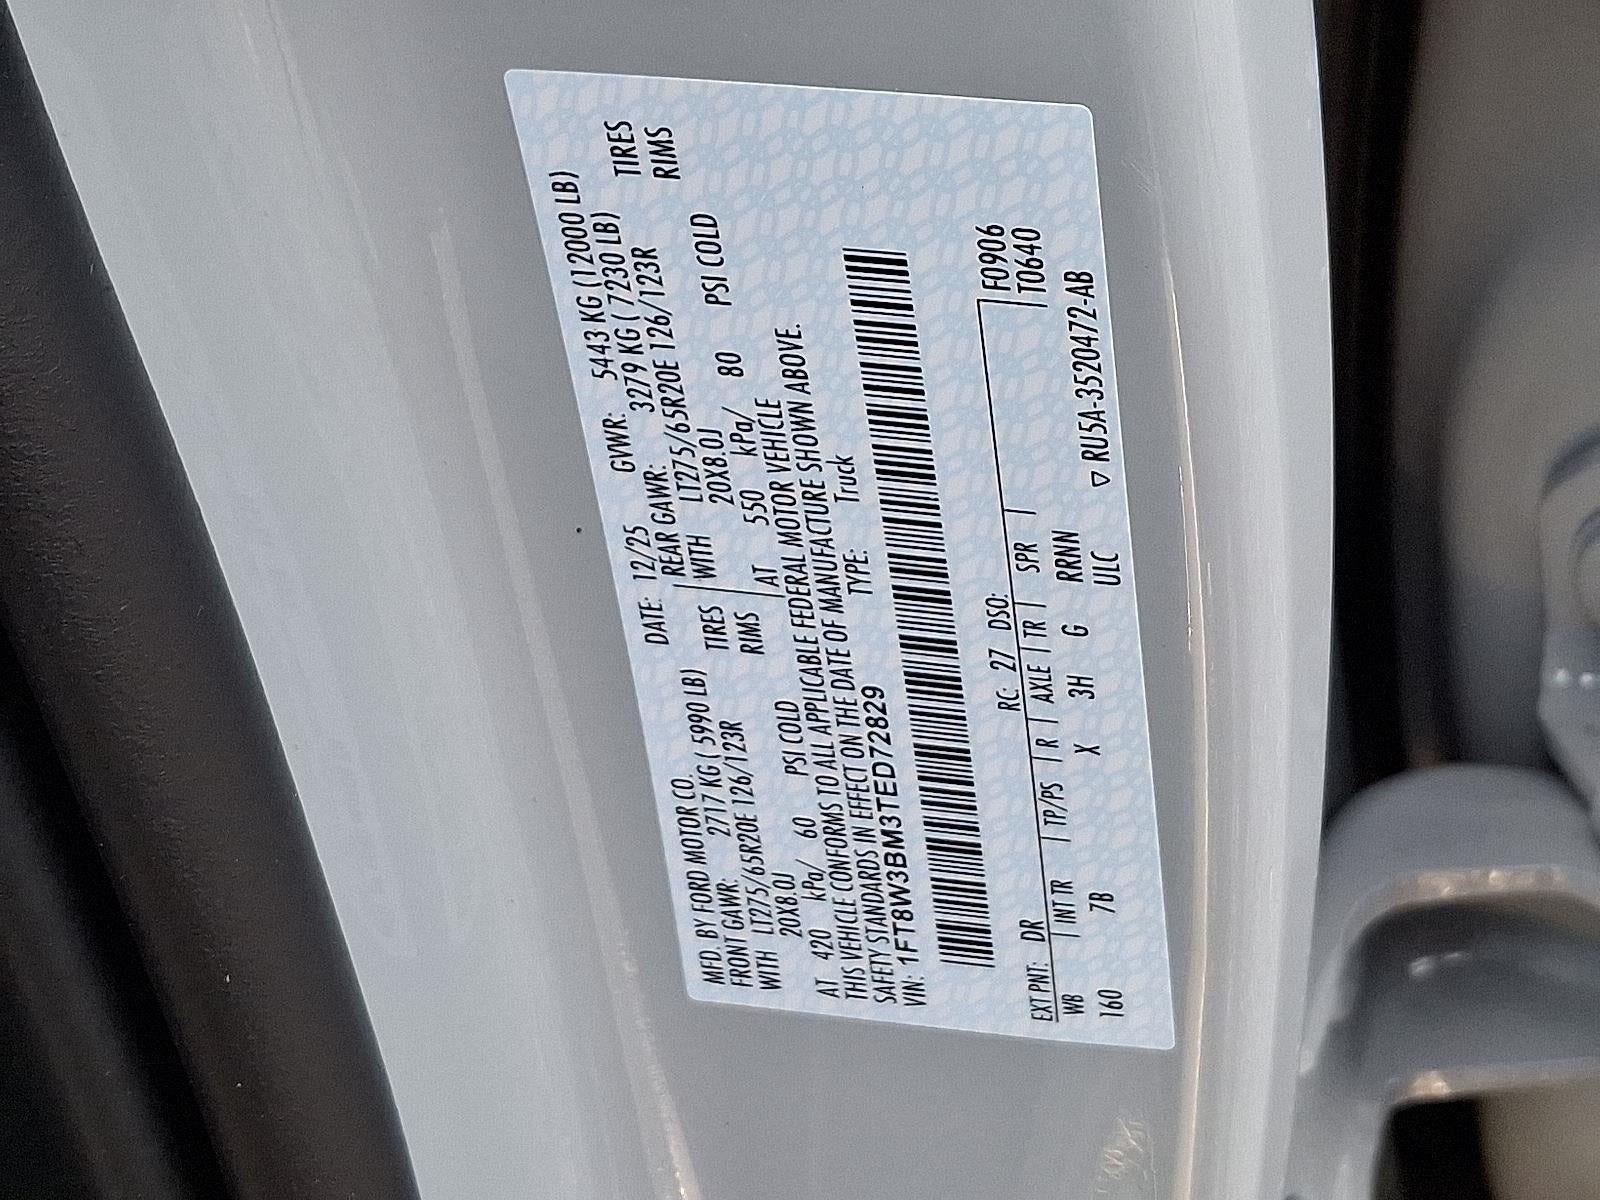 MFD. BY FORD MOTOR CO. DATE: 12/25 GVWR: 5443 KG (12000 LB)
FRONT GAWR: 2717 KG ( 5990 LB) REAR GAWR: 3279 KG ( 7230 LB)
WITH LT275/65R20E 126/123R TIRES WITH LT275/65R20E 126/123R TIRES
20X8.0J RIMS 20X8.0J RIMS
AT 420 kPa/ 60 PSI COLD AT 550 kPa/ 80 PSI COLD
THIS VEHICLE CONFORMS TO ALL APPLICABLE FEDERAL MOTOR VEHICLE
SAFETY STANDARDS IN EFFECT ON THE DATE OF MANUFACTURE SHOWN ABOVE.
VIN: 1FT8W3BM3TED72829 TYPE: Truck
EXT PNT: DR RC: 27 DSO: F0906
WB INT TR TP/PS R AXLE TR SPR T0640
160 7B X 3H G RRNN
ULC ▽ RU5A-3520472-AB